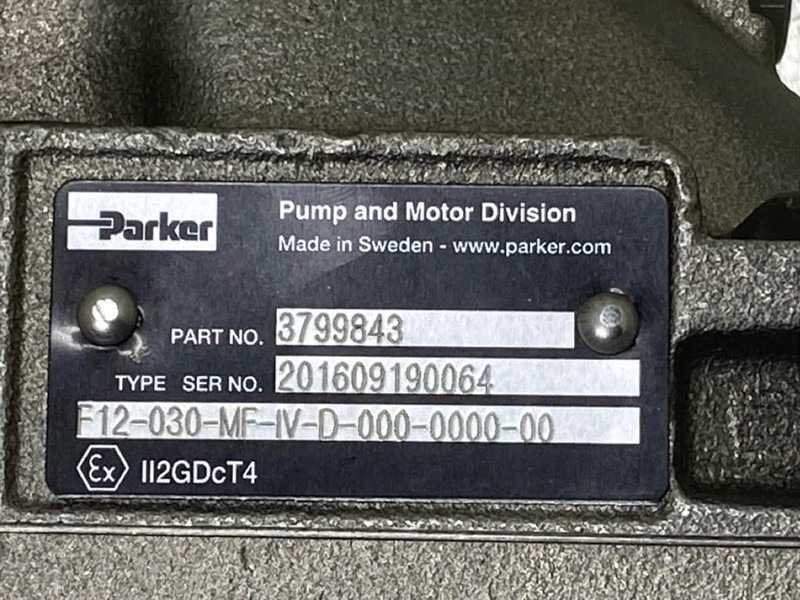 Parker
Pump and Motor Division
Made in Sweden - www.parker.com
PART NO. 3799843
TYPE SER NO. 201609190064
F12-030-MF-IV-D-000-0000-00
Ex II2GDcT4